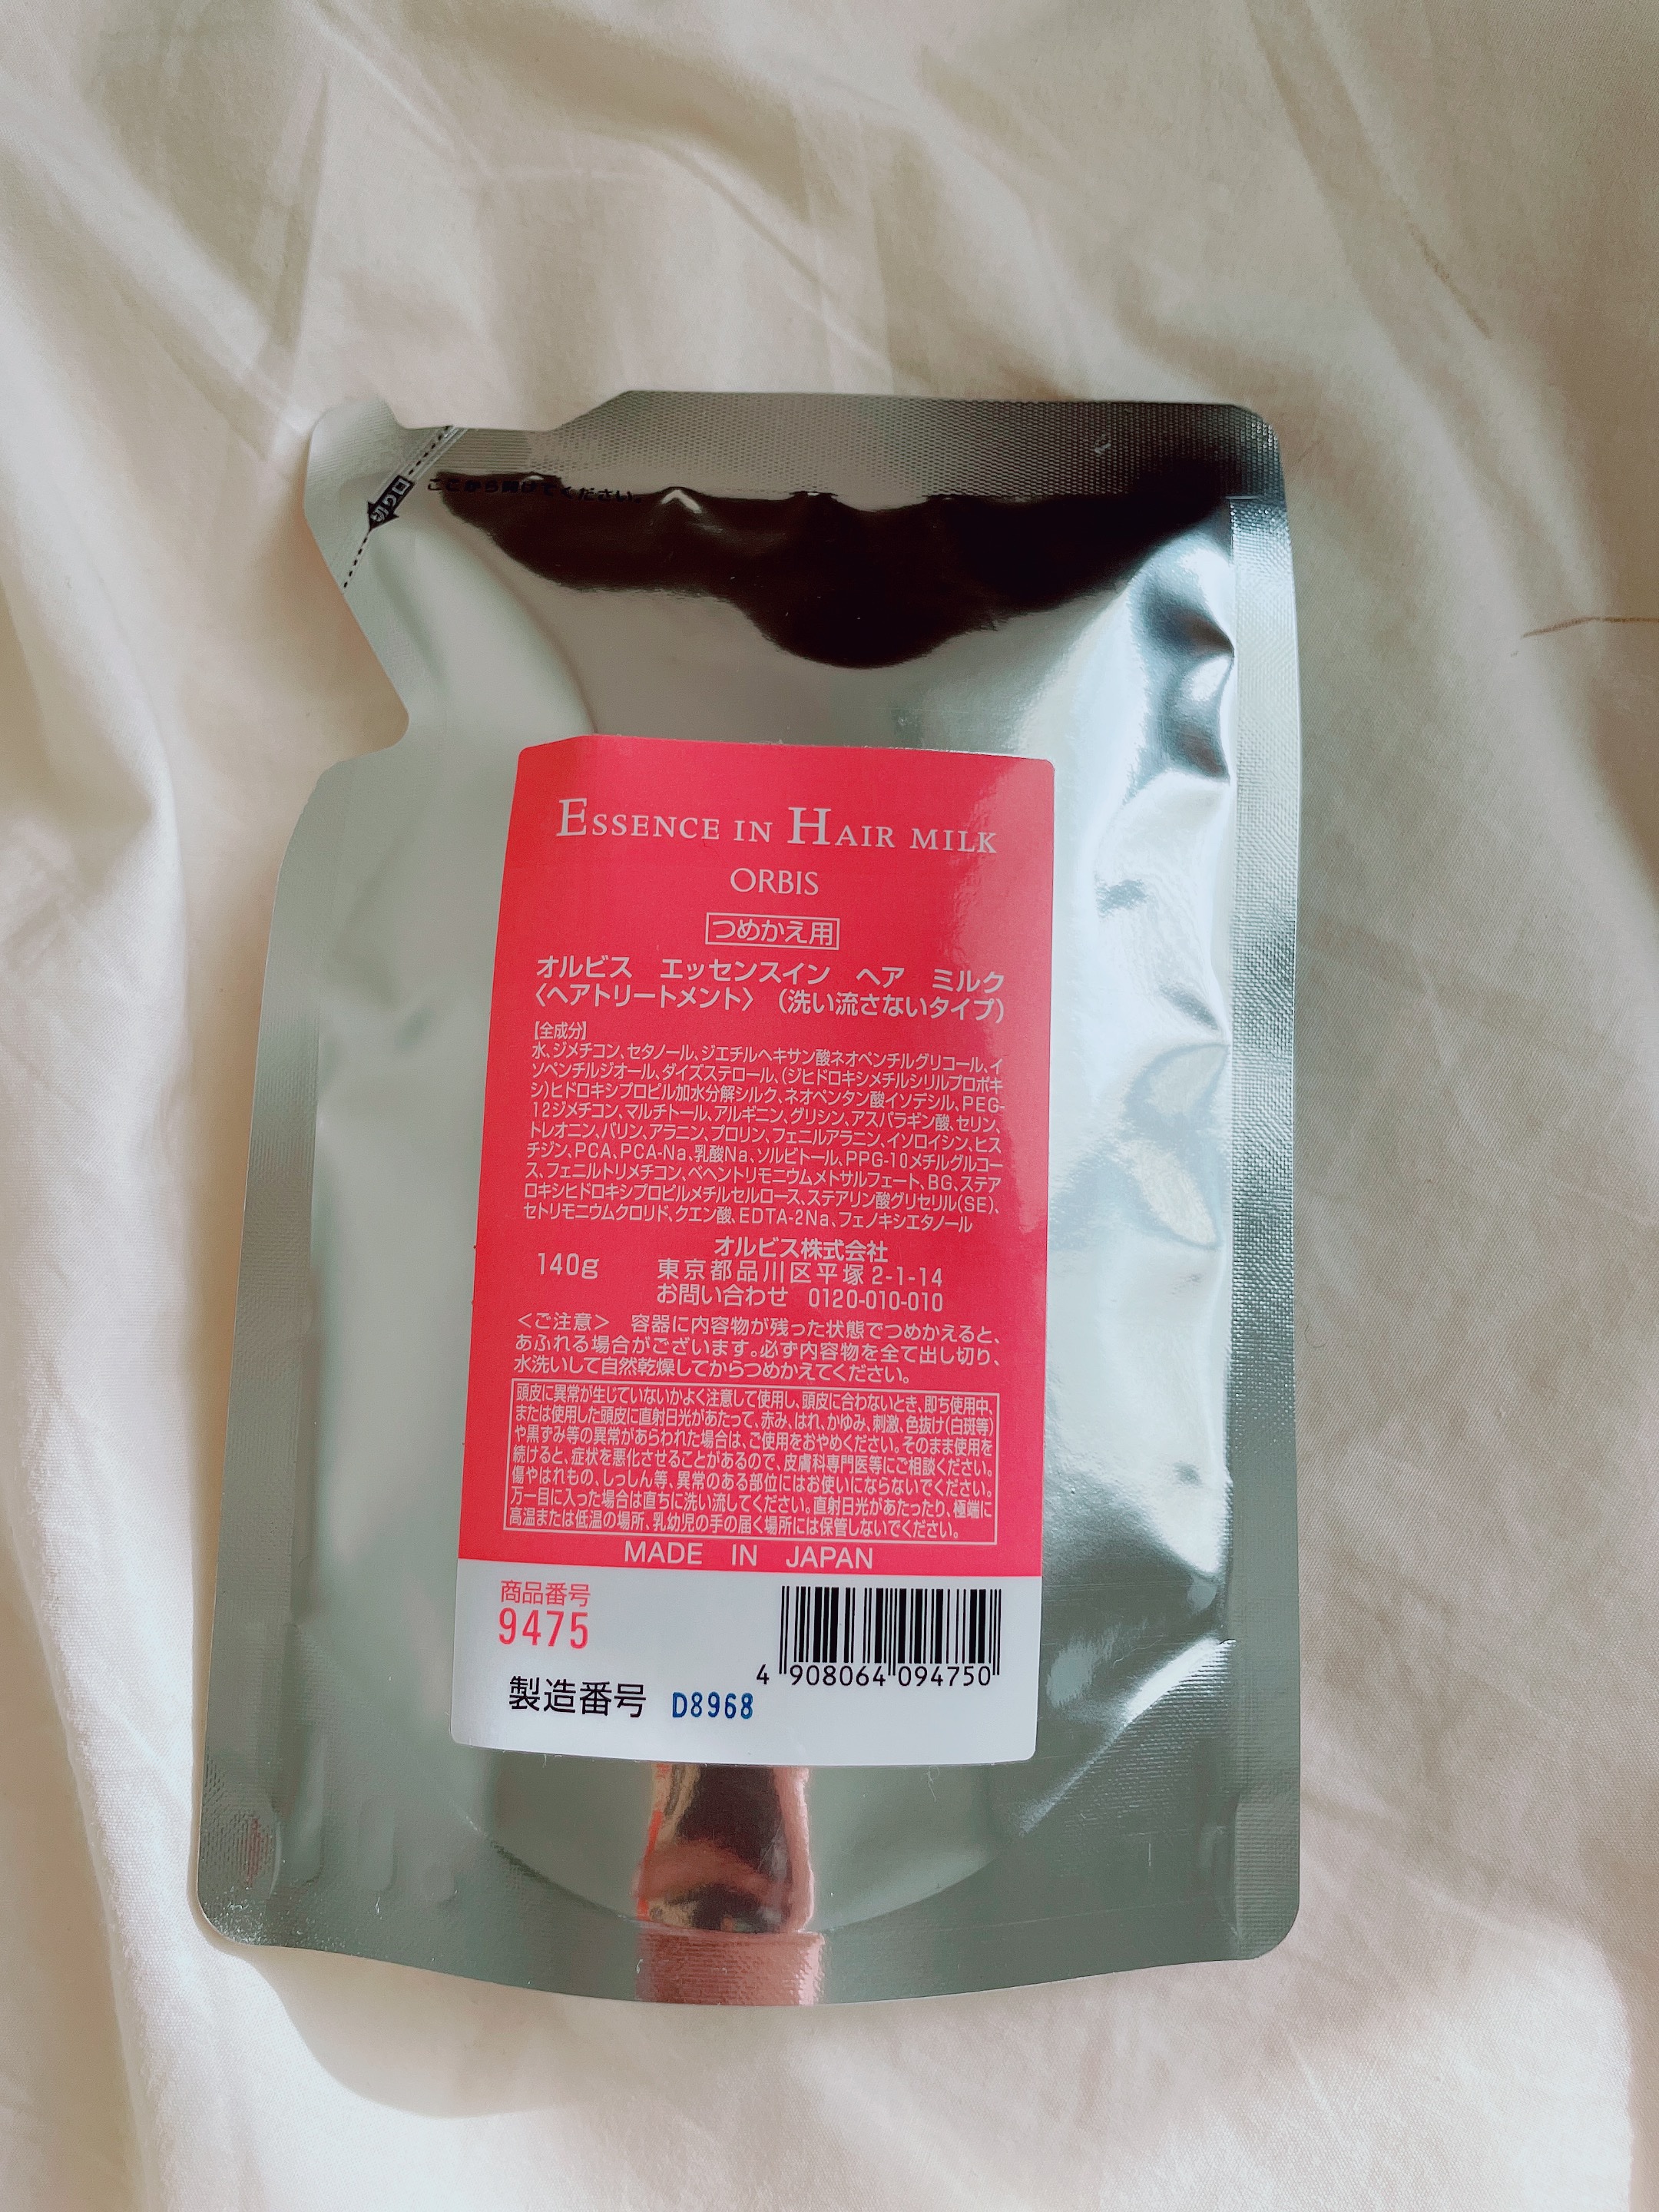 切り口
ここから開けてください。
ESSENCE IN HAIR MILK
ORBIS
つめかえ用
オルビス エッセンスイン ヘア ミルク
〈ヘアトリートメント〉(洗い流さないタイプ)
[全成分]
水、ジメチコン、セタノール、ジエチルヘキサン酸ネオペンチルグリコール、イ
ソペンチルジオール、ダイズステロール、(ジヒドロキシメチルシリルプロポキ
シ)ヒドロキシプロピル加水分解シルク、ネオペンタン酸イソデシル、PEG-
12ジメチコン、マルチトール、アルギニン、グリシン、アスパラギン酸、セリン、
トレオニン、バリン、アラニン、プロリン、フェニルアラニン、イソロイシン、ヒス
チジン、PCA、PCA-Na、乳酸Na、ソルビトール、PPG-10メチルグルコー
ス、フェニルトリメチコン、ベヘントリモニウムメトサルフェート、BG、ステア
ロキシヒドロキシプロピルメチルセルロース、ステアリン酸グリセリル(SE)、
セトリモニウムクロリド、クエン酸、EDTA-2Na、フェノキシエタノール
オルビス株式会社
140g 東京都品川区平塚2-1-14
お問い合わせ 0120-010-010
＜ご注意＞ 容器に内容物が残った状態でつめかえると、
あふれる場合がございます。必ず内容物を全て出し切り、
水洗いして自然乾燥してからつめかえてください。
頭皮に異常が生じていないかよく注意して使用し、頭皮に合わないとき、即ち使用中、
または使用した頭皮に直射日光があたって、赤み、はれ、かゆみ、刺激、色抜け(白斑等)
や黒ずみ等の異常があらわれた場合は、ご使用をおやめください。そのまま使用を
続けると、症状を悪化させることがあるので、皮膚科専門医等にご相談ください。
傷やはれもの、しっしん等、異常のある部位にはお使いにならないでください。
万一目に入った場合は直ちに洗い流してください。直射日光があたったり、極端に
高温または低温の場所、乳幼児の手の届く場所には保管しないでください。
MADE IN JAPAN
商品番号
9475
4 908064 094750
製造番号 D8968